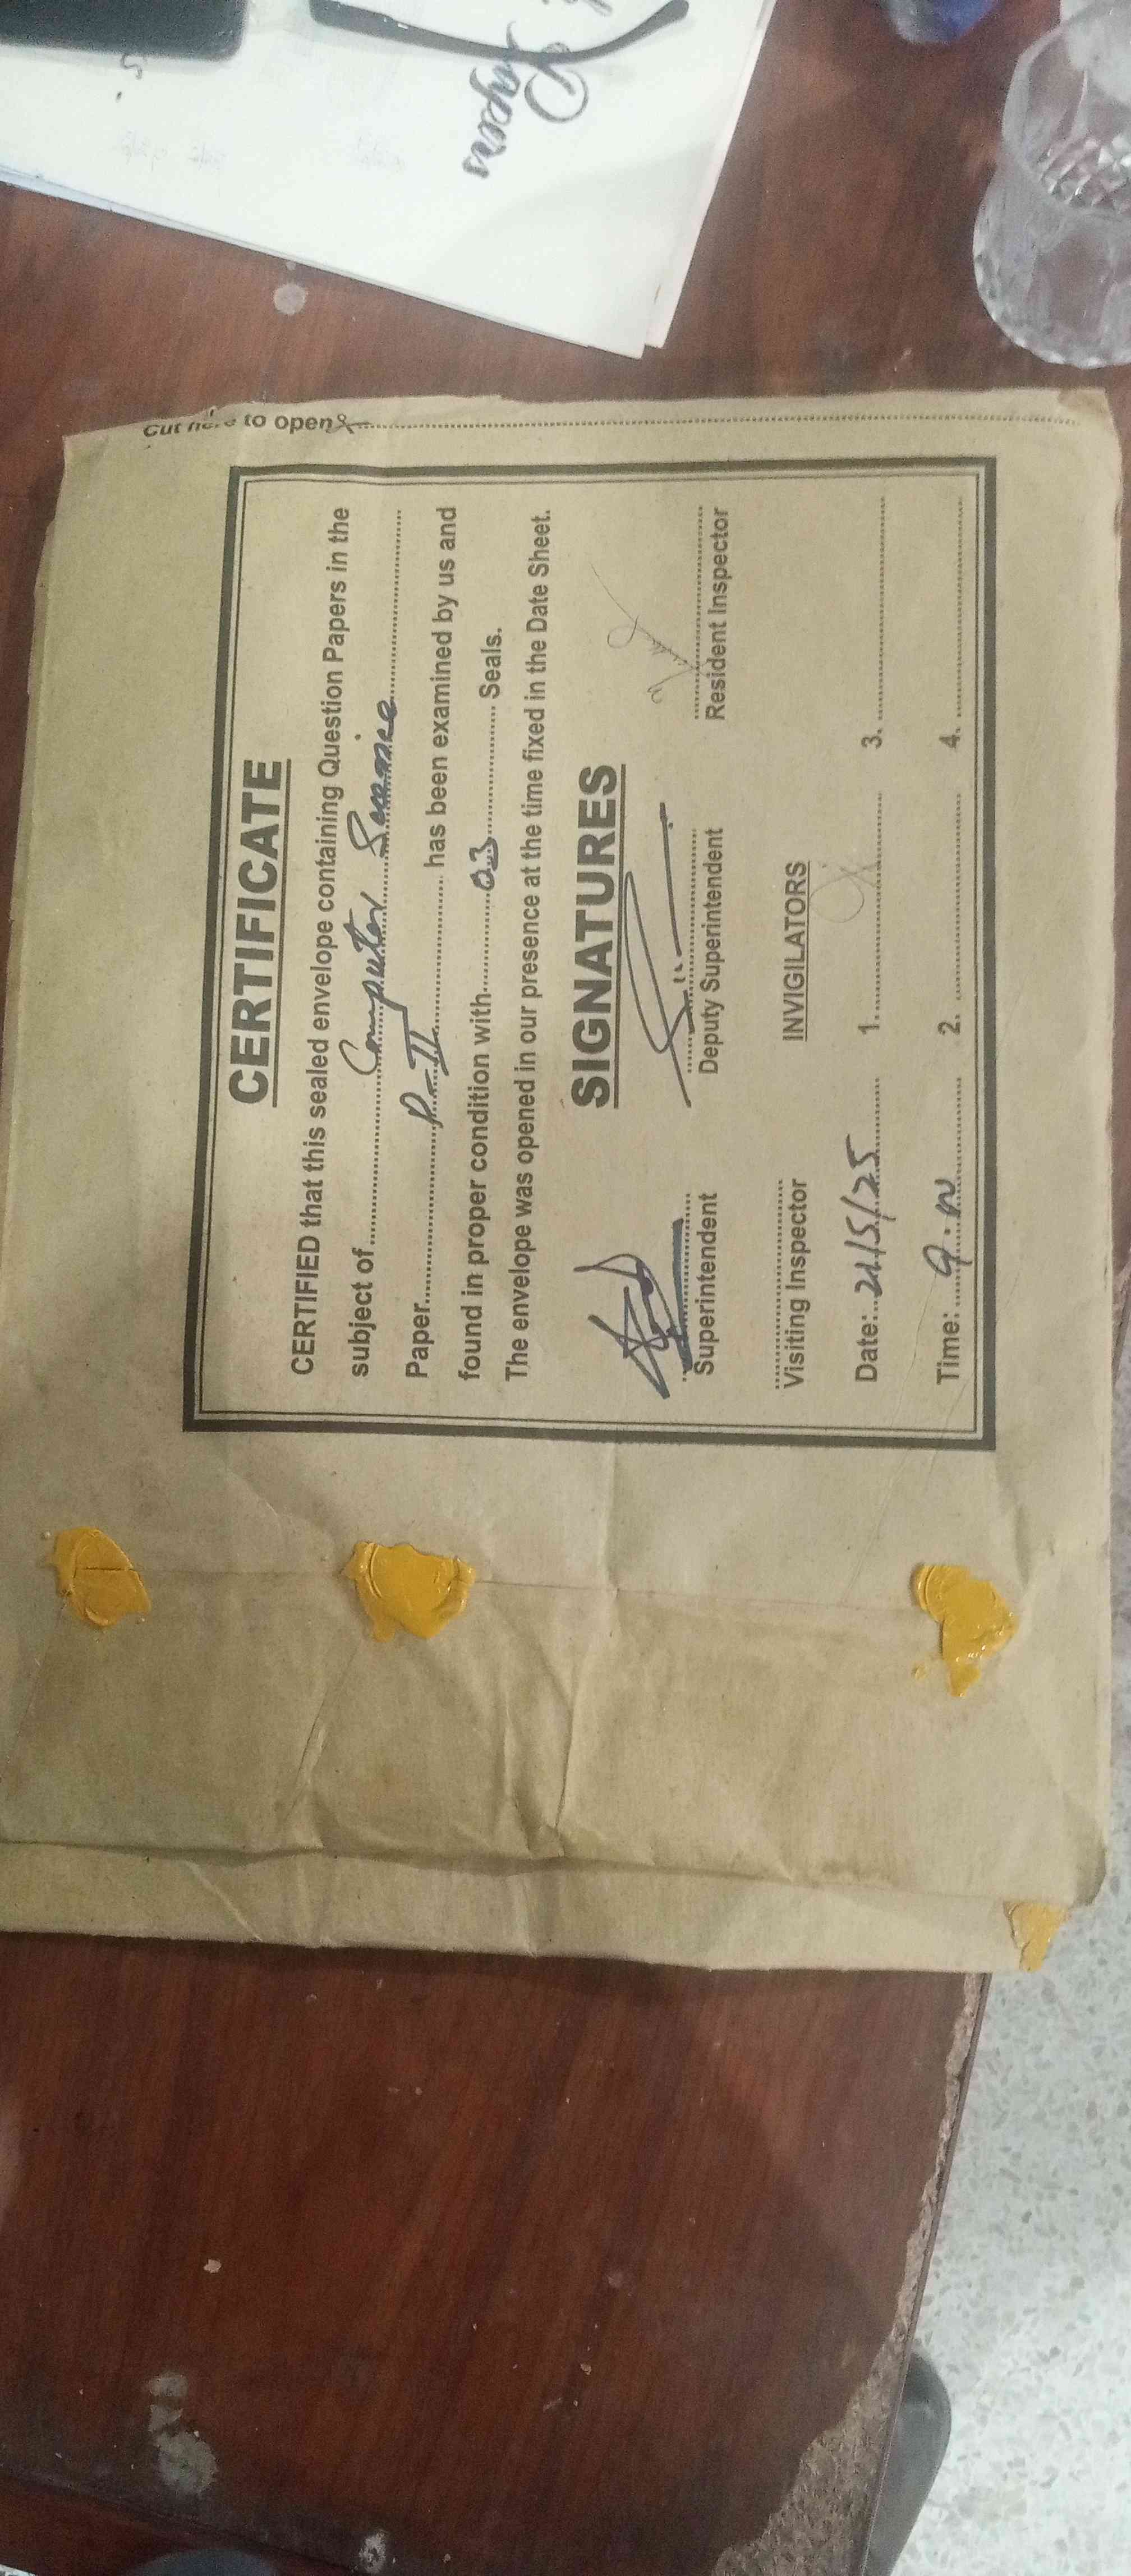 Papers
Cut here to open
CERTIFICATE
CERTIFIED that this sealed envelope containing Question Papers in the
subject of Computer Science
Paper P-II has been examined by us and
found in proper condition with 03 Seals.
The envelope was opened in our presence at the time fixed in the Date Sheet.
SIGNATURES
Superintendent Deputy Superintendent Resident Inspector
Visiting Inspector INVIGILATORS
Date: 21/5/25 1. 3.
Time: 2. 4.